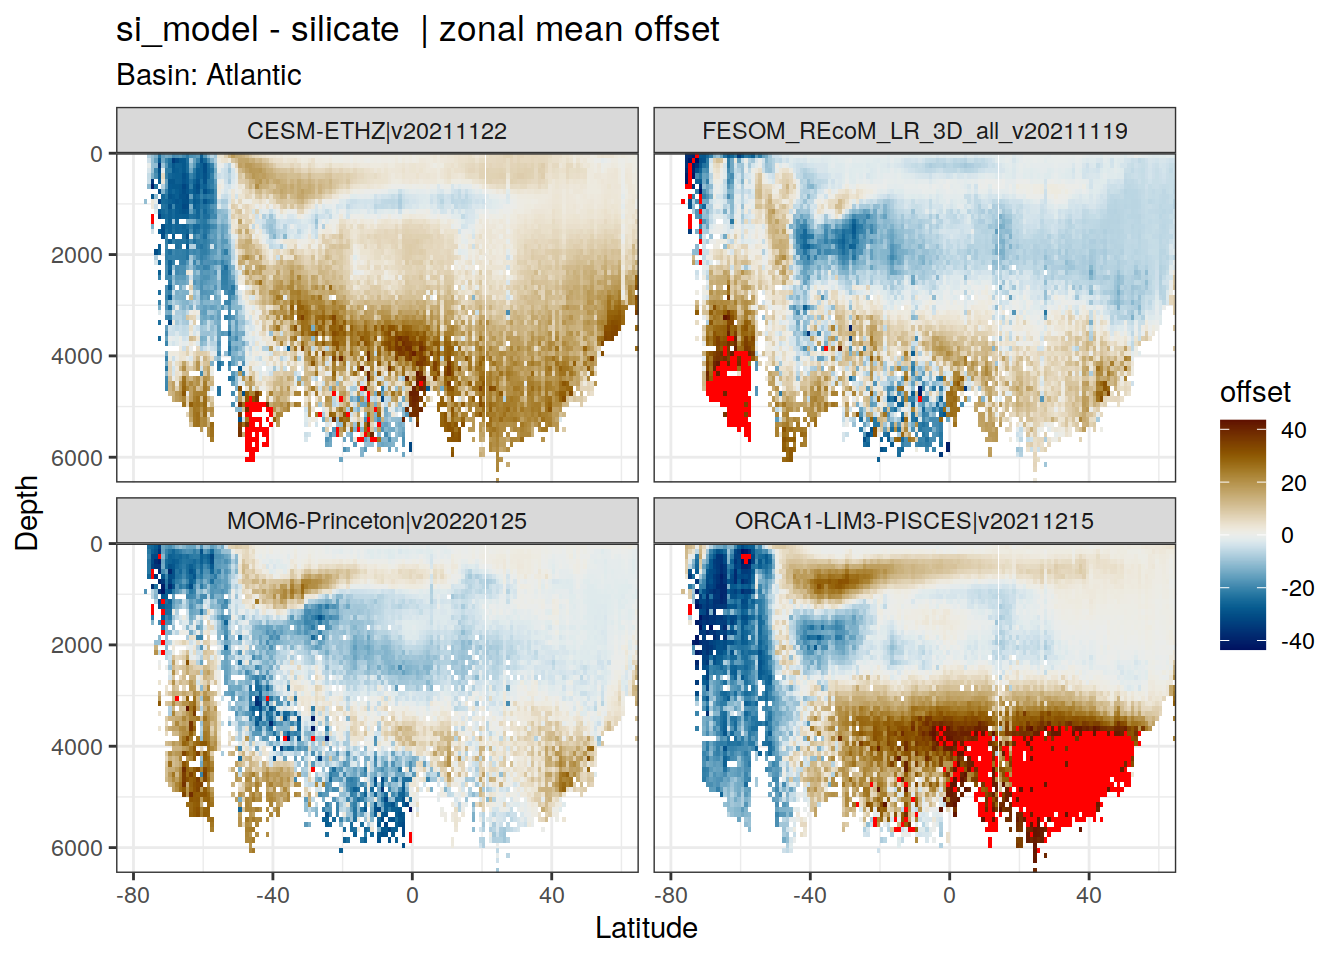 si_model - silicate | zonal mean offset
Basin: Atlantic
CESM-ETHZ|v20211122
FESOM_REcoM_LR_3D_all_v20211119
0
2000
4000
6000
MOM6-Princeton|v20220125
ORCA1-LIM3-PISCES|v20211215
0
2000
4000
6000
-80
-40
0
40
-80
-40
0
40
Latitude
Depth
offset
40
20
0
-20
-40